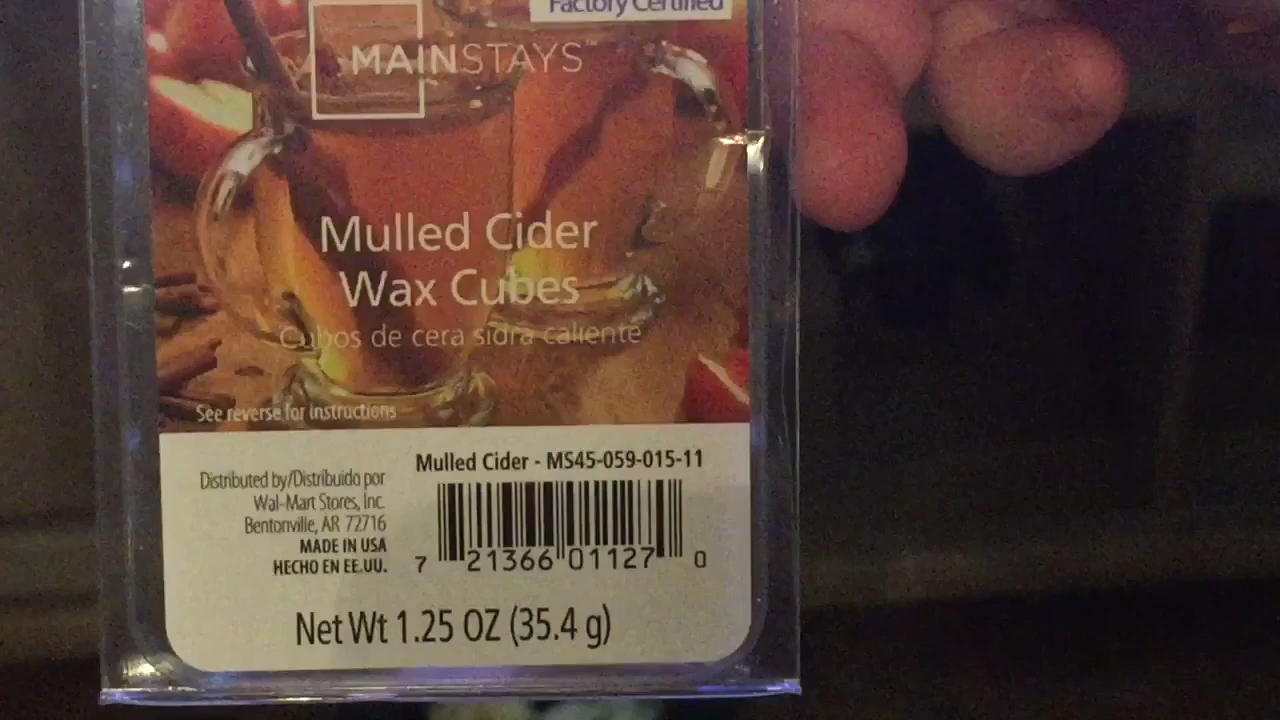 Factory Certified
MAINSTAYS™
Mulled Cider
Wax Cubes
Cubos de cera sidra caliente
See reverse for instructions
Mulled Cider - MS45-059-015-11
Distributed by/Distribuido por
Wal-Mart Stores, Inc.
Bentonville, AR 72716
MADE IN USA
HECHO EN EE.UU.
7 21366 01127 0
Net Wt 1.25 OZ (35.4 g)